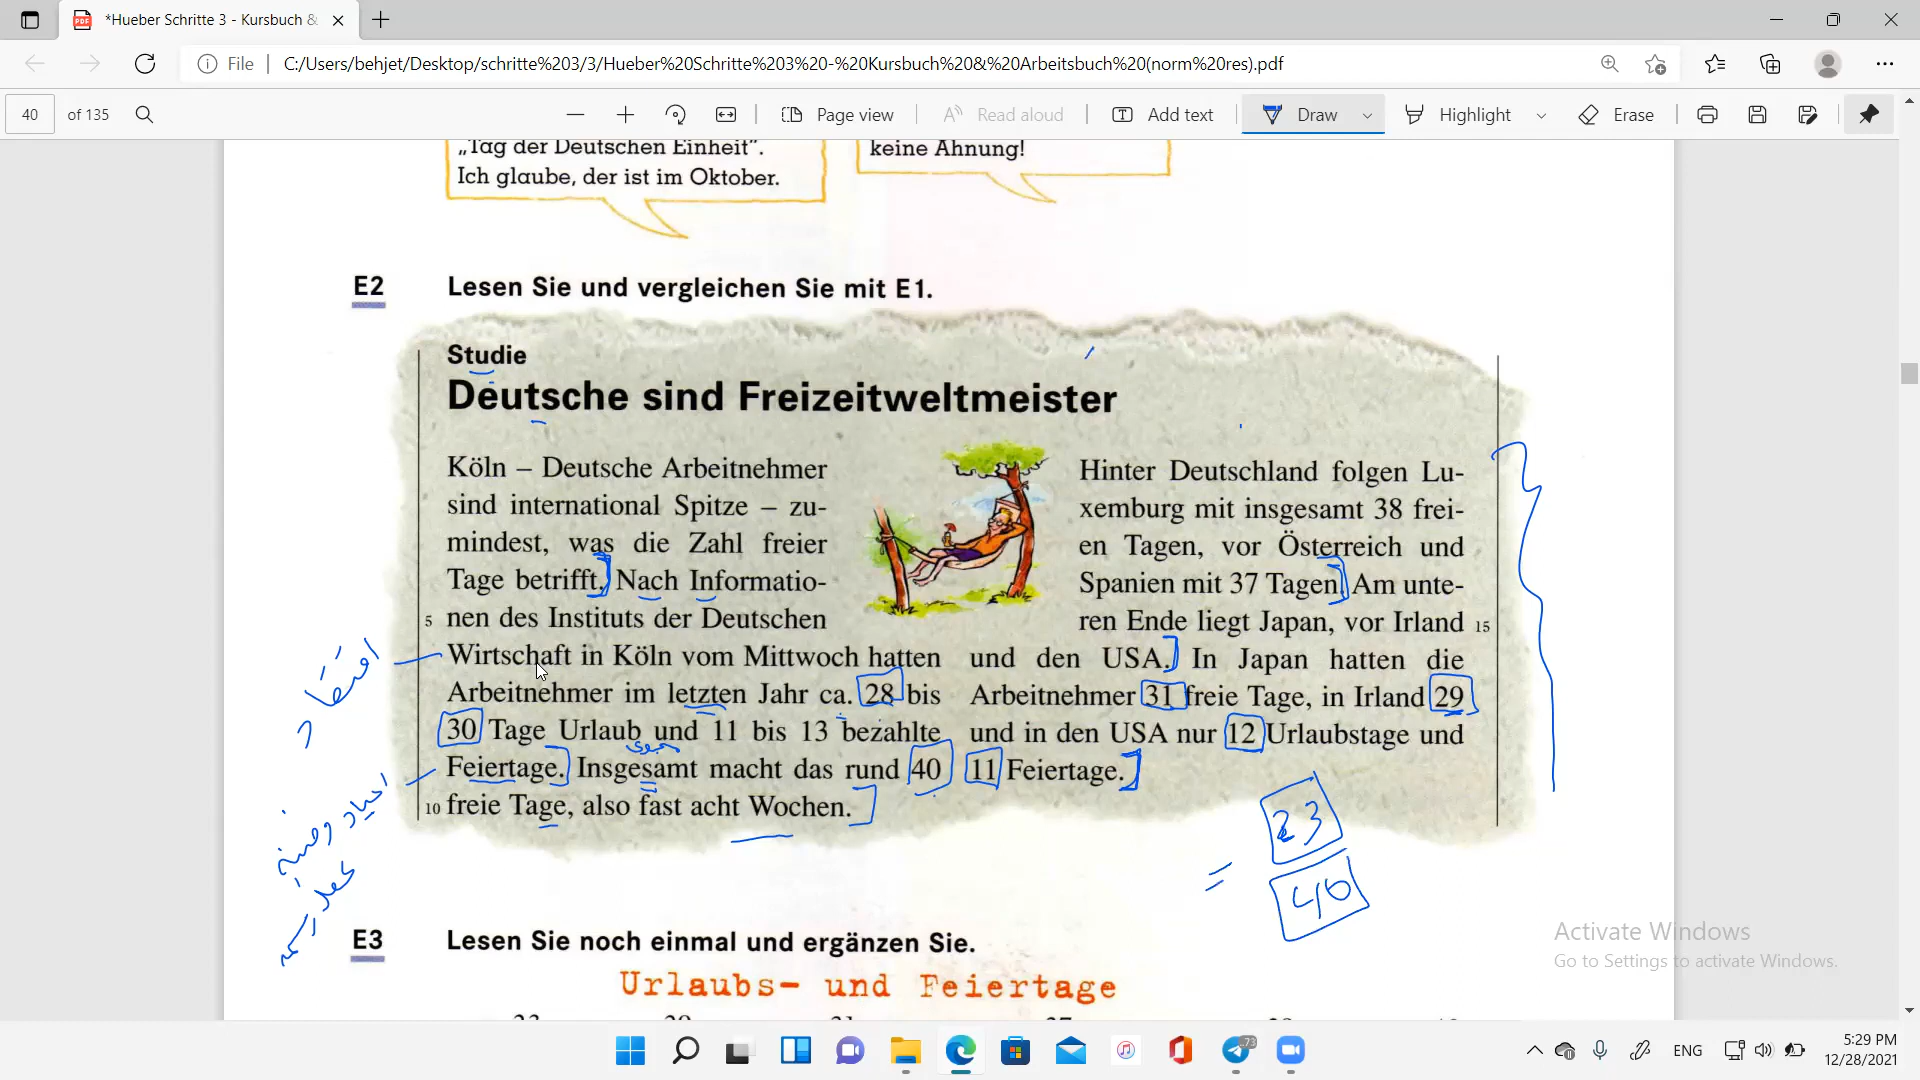 *Hueber Schritte 3 - Kursbuch &
File
C:/Users/behjet/Desktop/schritte%203/3/Hueber%20Schritte%203%20-%20Kursbuch%20&%20Arbeitsbuch%20(norm%20res).pdf
40 of 135
Page view
Read aloud
Add text
Draw
Highlight
Erase
„Tag der Deutschen Einheit".
Ich glaube, der ist im Oktober.
keine Ahnung!
E2 Lesen Sie und vergleichen Sie mit E1.
Studie
Deutsche sind Freizeitweltmeister
Köln – Deutsche Arbeitnehmer
sind international Spitze – zu-
mindest, was die Zahl freier
Tage betrifft. Nach Informatio-
5 nen des Instituts der Deutschen
Wirtschaft in Köln vom Mittwoch hatten
Arbeitnehmer im letzten Jahr ca. 28 bis
30 Tage Urlaub und 11 bis 13 bezahlte
Feiertage. Insgesamt macht das rund 40
10 freie Tage, also fast acht Wochen.
Hinter Deutschland folgen Lu-
xemburg mit insgesamt 38 frei-
en Tagen, vor Österreich und
Spanien mit 37 Tagen. Am unte-
ren Ende liegt Japan, vor Irland 15
und den USA. In Japan hatten die
Arbeitnehmer 31 freie Tage, in Irland 29
und in den USA nur 12 Urlaubstage und
11 Feiertage.
= 23
40
E3 Lesen Sie noch einmal und ergänzen Sie.
Urlaubs- und Feiertage
Activate Windows
Go to Settings to activate Windows.
73
ENG
5:29 PM
12/28/2021